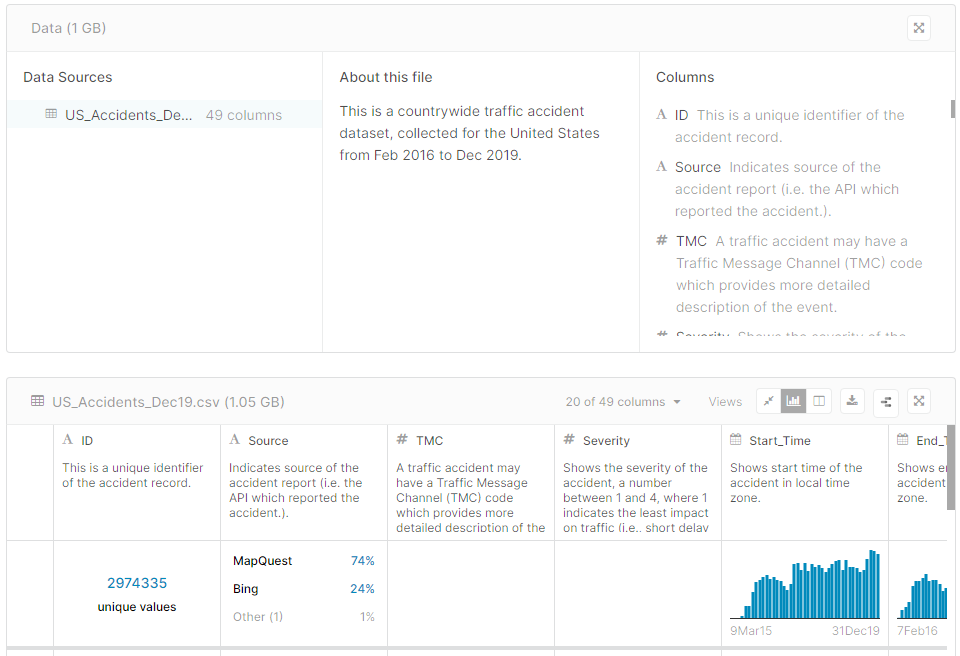 Data (1 GB)
Data Sources
US_Accidents_De... 49 columns
About this file
This is a countrywide traffic accident
dataset, collected for the United States
from Feb 2016 to Dec 2019.
Columns
A ID This is a unique identifier of the
accident record.
A Source Indicates source of the
accident report (i.e. the API which
reported the accident.).
# TMC A traffic accident may have a
Traffic Message Channel (TMC) code
which provides more detailed
description of the event.
# Severity Shows the severity of the
US_Accidents_Dec19.csv (1.05 GB)
20 of 49 columns
Views
A ID
This is a unique identifier
of the accident record.
2974335
unique values
A Source
Indicates source of the
accident report (i.e. the
API which reported the
accident.).
MapQuest 74%
Bing 24%
Other (1) 1%
# TMC
A traffic accident may
have a Traffic Message
Channel (TMC) code
which provides more
detailed description of the
# Severity
Shows the severity of the
accident, a number
between 1 and 4, where 1
indicates the least impact
on traffic (i.e., short delay
Start_Time
Shows start time of the
accident in local time
zone.
9Mar15 31Dec19
End_T
Shows e
accident
zone.
7Feb16